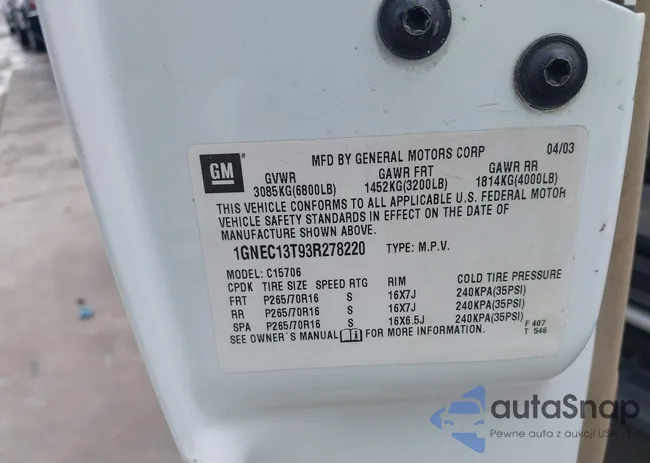 GM
MFD BY GENERAL MOTORS CORP 04/03
GVWR GAWR FRT GAWR RR
3085KG(6800LB) 1452KG(3200LB) 1814KG(4000LB)
THIS VEHICLE CONFORMS TO ALL APPLICABLE U.S. FEDERAL MOTOR
VEHICLE SAFETY STANDARDS IN EFFECT ON THE DATE OF
MANUFACTURE SHOWN ABOVE.
1GNEC13T93R278220 TYPE: M.P.V.
MODEL: C15706
CPDK TIRE SIZE SPEED RTG RIM COLD TIRE PRESSURE
FRT P265/70R16 S 16X7J 240KPA(35PSI)
RR P265/70R16 S 16X7J 240KPA(35PSI)
SPA P265/70R16 S 16X6.5J 240KPA(35PSI)
SEE OWNER'S MANUAL FOR MORE INFORMATION.
F 407
T 546
autaSnap
Pewne auta z aukcji USA